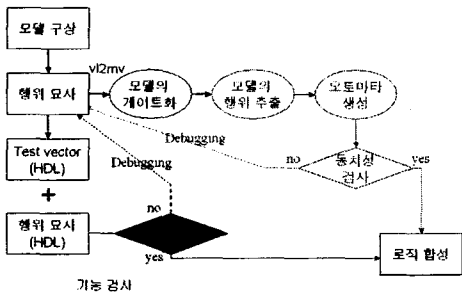 모델 구상
vl2mv
행위 묘사
모델의
게이트화
모델의
행위 추출
오토마타
생성
Debugging
Test vector
(HDL)
Debugging
no
동치성
검사
yes
+
행위 묘사
(HDL)
no
yes
로직 합성
기능 검사